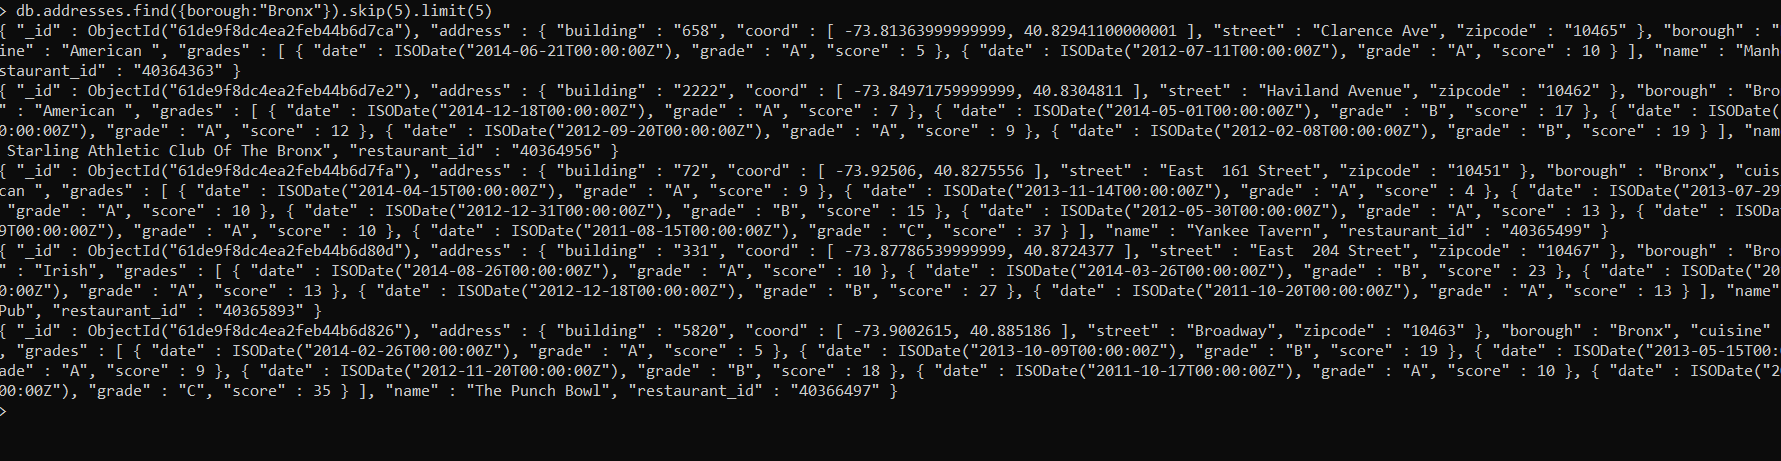 > db.addresses.find({borough:"Bronx"}).skip(5).limit(5)
{ "_id" : ObjectId("61de9f8dc4ea2feb44b6d7ca"), "address" : { "building" : "658", "coord" : [ -73.81363999999999, 40.82941100000001 ], "street" : "Clarence Ave", "zipcode" : "10465" }, "borough" : "
ine" : "American ", "grades" : [ { "date" : ISODate("2014-06-21T00:00:00Z"), "grade" : "A", "score" : 5 }, { "date" : ISODate("2012-07-11T00:00:00Z"), "grade" : "A", "score" : 10 } ], "name" : "Manh
staurant_id" : "40364363" }
{ "_id" : ObjectId("61de9f8dc4ea2feb44b6d7e2"), "address" : { "building" : "2222", "coord" : [ -73.84971759999999, 40.8304811 ], "street" : "Haviland Avenue", "zipcode" : "10462" }, "borough" : "Bro
" : "American ", "grades" : [ { "date" : ISODate("2014-12-18T00:00:00Z"), "grade" : "A", "score" : 7 }, { "date" : ISODate("2014-05-01T00:00:00Z"), "grade" : "B", "score" : 17 }, { "date" : ISODate(
0:00:00Z"), "grade" : "A", "score" : 12 }, { "date" : ISODate("2012-09-20T00:00:00Z"), "grade" : "A", "score" : 9 }, { "date" : ISODate("2012-02-08T00:00:00Z"), "grade" : "B", "score" : 19 } ], "nam
 Starling Athletic Club Of The Bronx", "restaurant_id" : "40364956" }
{ "_id" : ObjectId("61de9f8dc4ea2feb44b6d7fa"), "address" : { "building" : "72", "coord" : [ -73.92506, 40.8275556 ], "street" : "East  161 Street", "zipcode" : "10451" }, "borough" : "Bronx", "cuis
can ", "grades" : [ { "date" : ISODate("2014-04-15T00:00:00Z"), "grade" : "A", "score" : 9 }, { "date" : ISODate("2013-11-14T00:00:00Z"), "grade" : "A", "score" : 4 }, { "date" : ISODate("2013-07-29
 "grade" : "A", "score" : 10 }, { "date" : ISODate("2012-12-31T00:00:00Z"), "grade" : "B", "score" : 15 }, { "date" : ISODate("2012-05-30T00:00:00Z"), "grade" : "A", "score" : 13 }, { "date" : ISODa
9T00:00:00Z"), "grade" : "A", "score" : 10 }, { "date" : ISODate("2011-08-15T00:00:00Z"), "grade" : "C", "score" : 37 } ], "name" : "Yankee Tavern", "restaurant_id" : "40365499" }
{ "_id" : ObjectId("61de9f8dc4ea2feb44b6d80d"), "address" : { "building" : "331", "coord" : [ -73.87786539999999, 40.8724377 ], "street" : "East  204 Street", "zipcode" : "10467" }, "borough" : "Bro
" : "Irish", "grades" : [ { "date" : ISODate("2014-08-26T00:00:00Z"), "grade" : "A", "score" : 10 }, { "date" : ISODate("2014-03-26T00:00:00Z"), "grade" : "B", "score" : 23 }, { "date" : ISODate("20
0:00:00Z"), "grade" : "A", "score" : 13 }, { "date" : ISODate("2012-12-18T00:00:00Z"), "grade" : "B", "score" : 27 }, { "date" : ISODate("2011-10-20T00:00:00Z"), "grade" : "A", "score" : 13 } ], "name"
Pub", "restaurant_id" : "40365893" }
{ "_id" : ObjectId("61de9f8dc4ea2feb44b6d826"), "address" : { "building" : "5820", "coord" : [ -73.9002615, 40.885186 ], "street" : "Broadway", "zipcode" : "10463" }, "borough" : "Bronx", "cuisine"
, "grades" : [ { "date" : ISODate("2014-02-26T00:00:00Z"), "grade" : "A", "score" : 5 }, { "date" : ISODate("2013-10-09T00:00:00Z"), "grade" : "B", "score" : 19 }, { "date" : ISODate("2013-05-15T00:0
ade" : "A", "score" : 9 }, { "date" : ISODate("2012-11-20T00:00:00Z"), "grade" : "B", "score" : 18 }, { "date" : ISODate("2011-10-17T00:00:00Z"), "grade" : "A", "score" : 10 }, { "date" : ISODate("2
00:00Z"), "grade" : "C", "score" : 35 } ], "name" : "The Punch Bowl", "restaurant_id" : "40366497" }
>